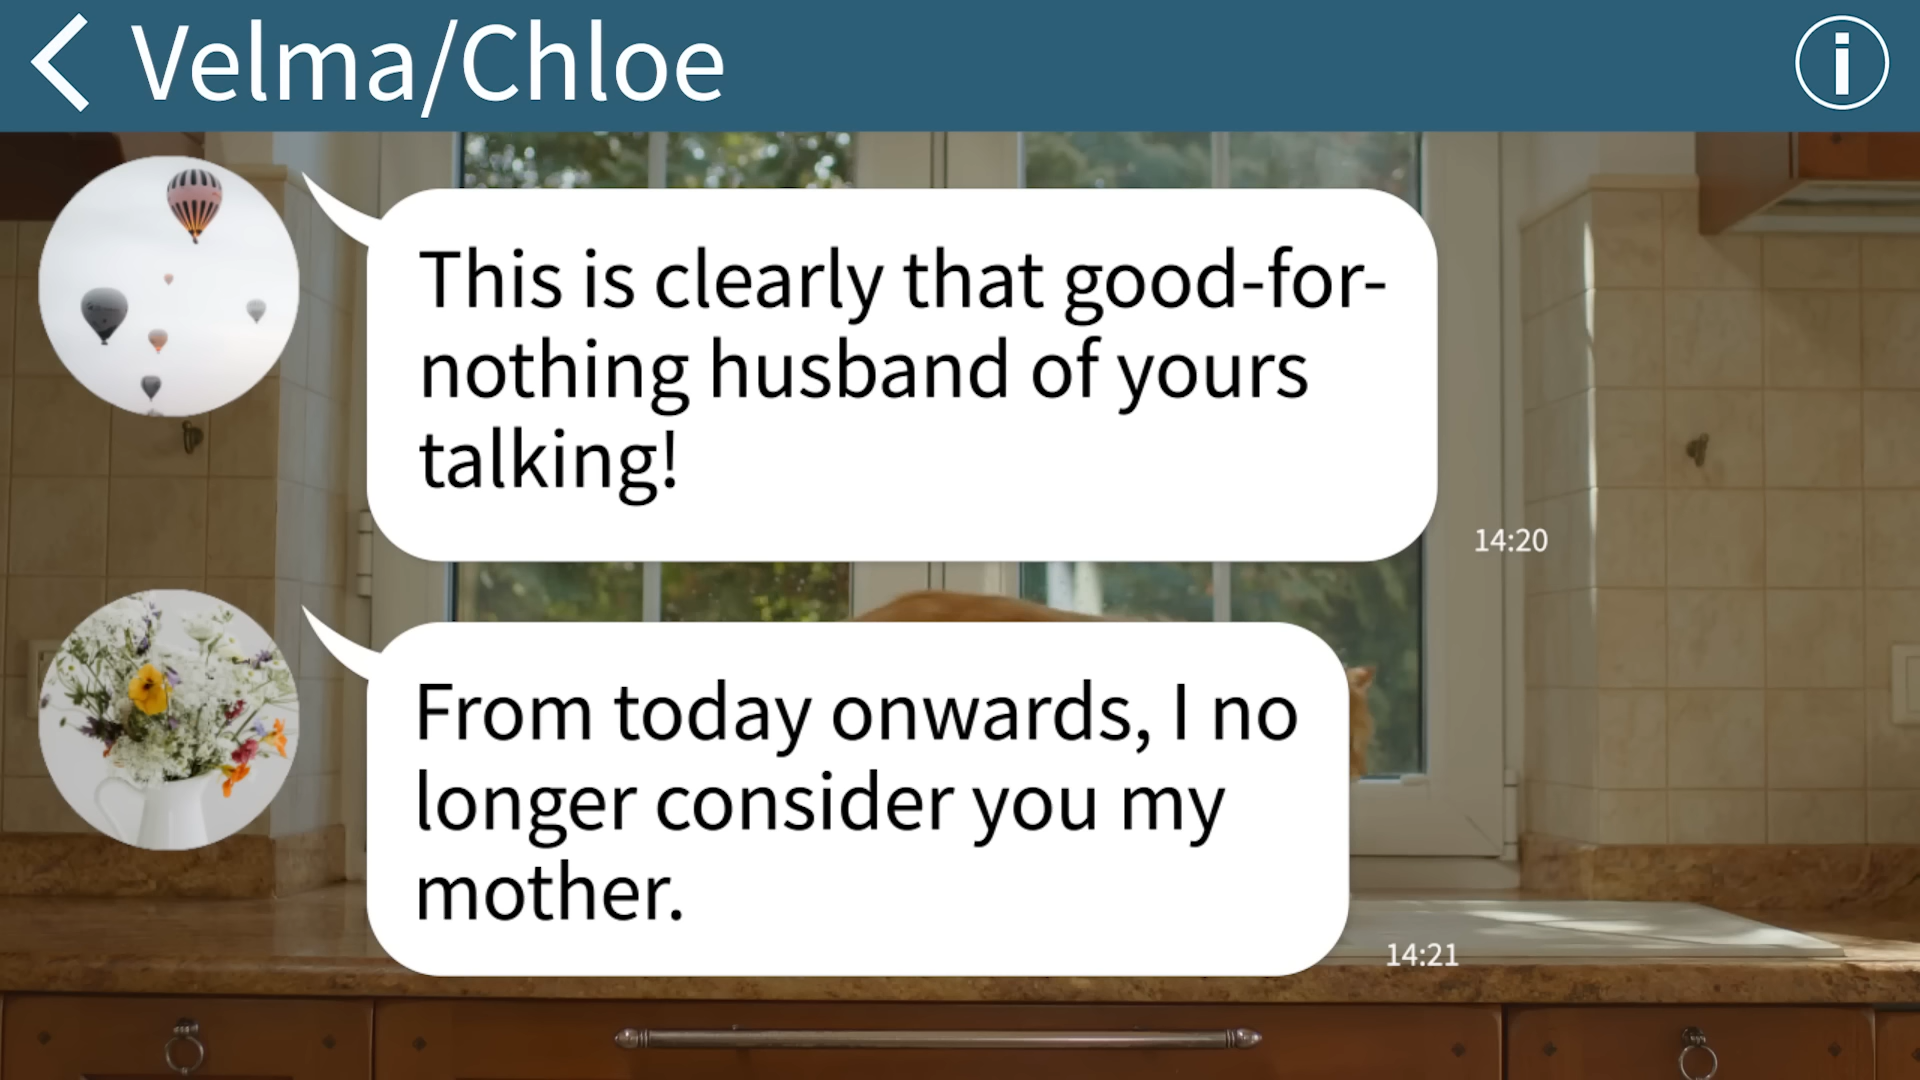 Velma/Chloe
This is clearly that good-for-
nothing husband of yours
talking!
14:20
From today onwards, I no
longer consider you my
mother.
14:21